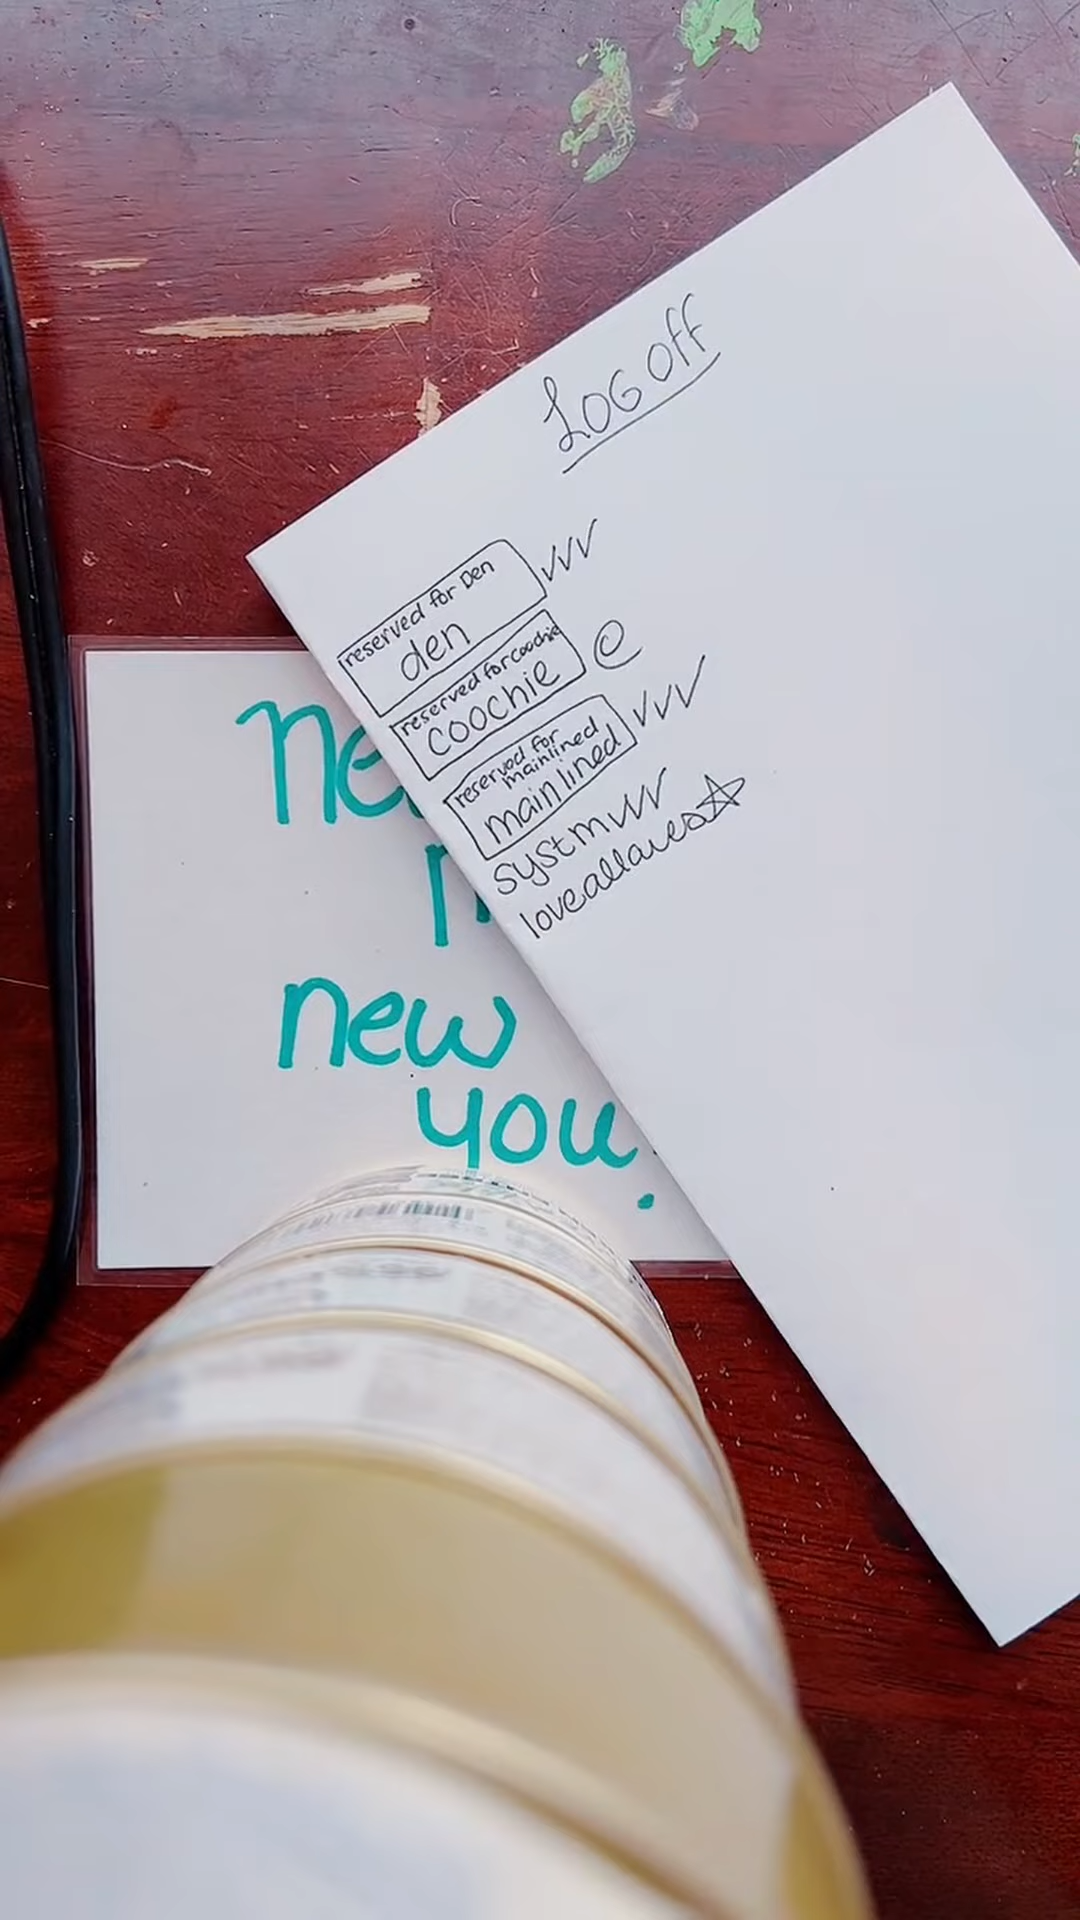 Log Off
reserved for Den
den
reserved for coochie
coochie
reserved for
mainlined
mainlined
systm
loveallaues
new
you.